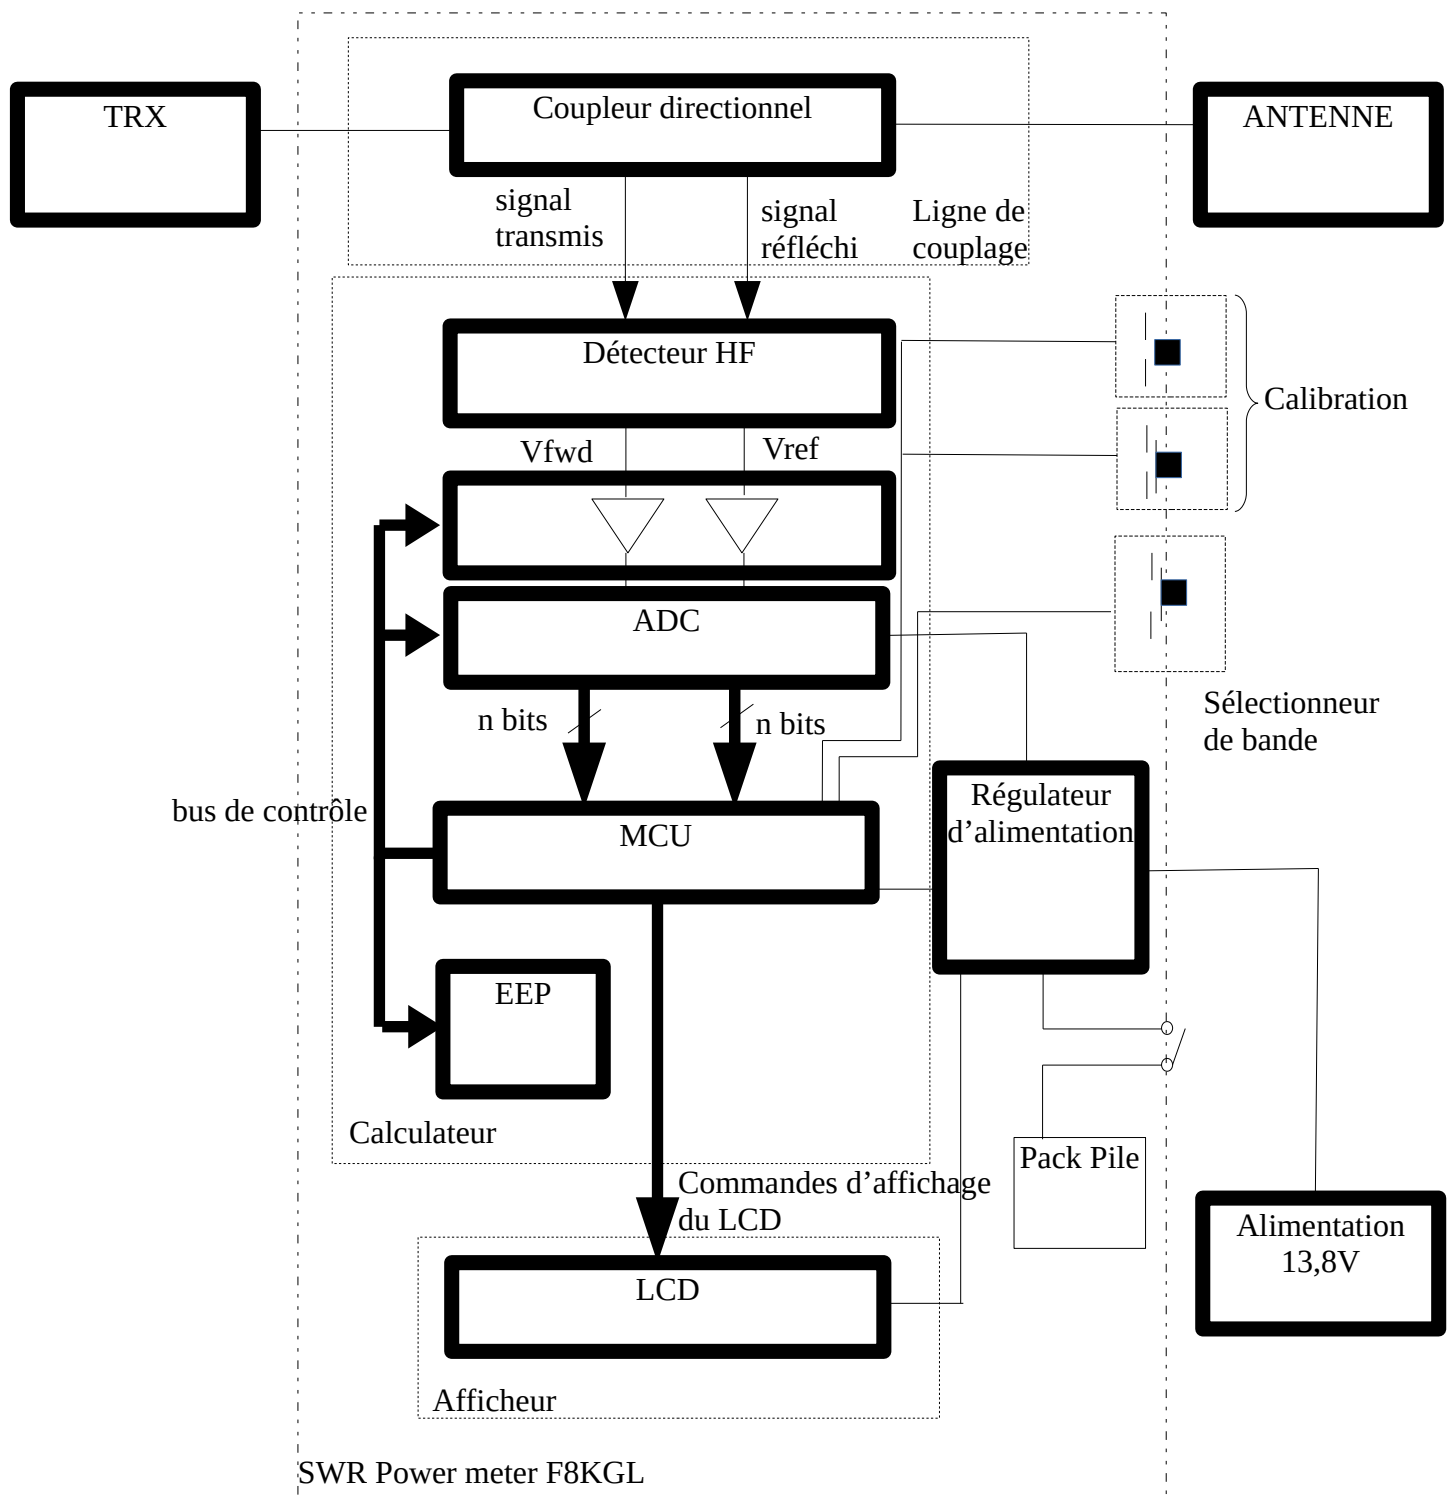 TRX
Coupleur directionnel
ANTENNE
signal
transmis
signal
réfléchi
Ligne de
couplage
Détecteur HF
Calibration
Vfwd
Vref
ADC
n bits
n bits
Sélectionneur
de bande
bus de contrôle
MCU
Régulateur
d’alimentation
EEP
Calculateur
Pack Pile
Commandes d’affichage
du LCD
Alimentation
13,8V
LCD
Afficheur
SWR Power meter F8KGL